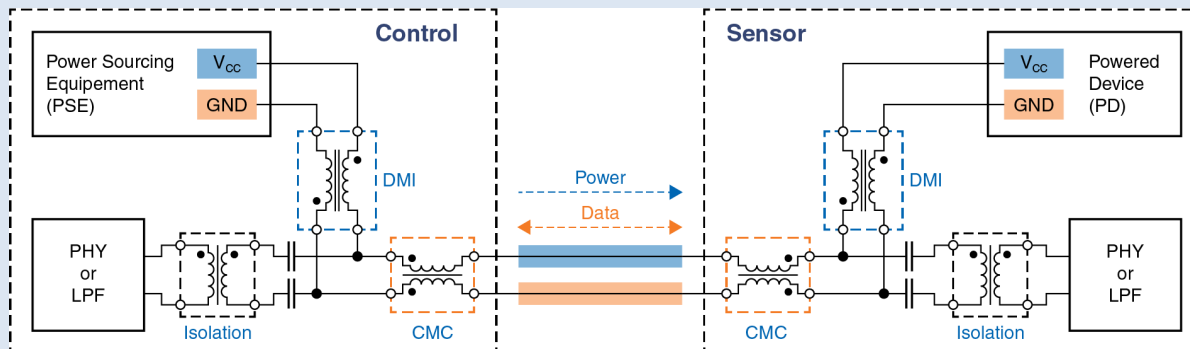 Control
Sensor
Power Sourcing
Equipement
(PSE)
VCC
GND
VCC
GND
Powered
Device
(PD)
DMI
Power
Data
DMI
PHY
or
LPF
Isolation
CMC
CMC
Isolation
PHY
or
LPF